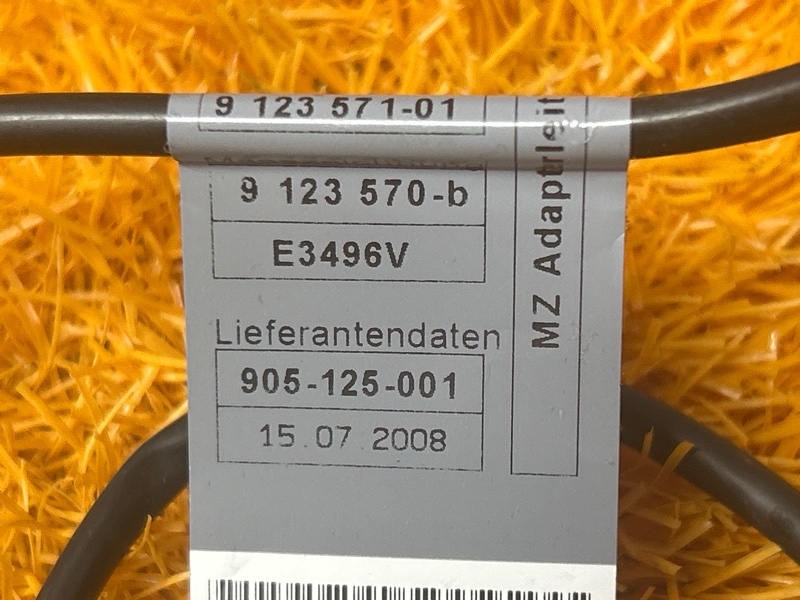 9 123 571-01
9 123 570-b
E3496V
Lieferantendaten
905-125-001
15.07.2008
MZ Adaptrleit